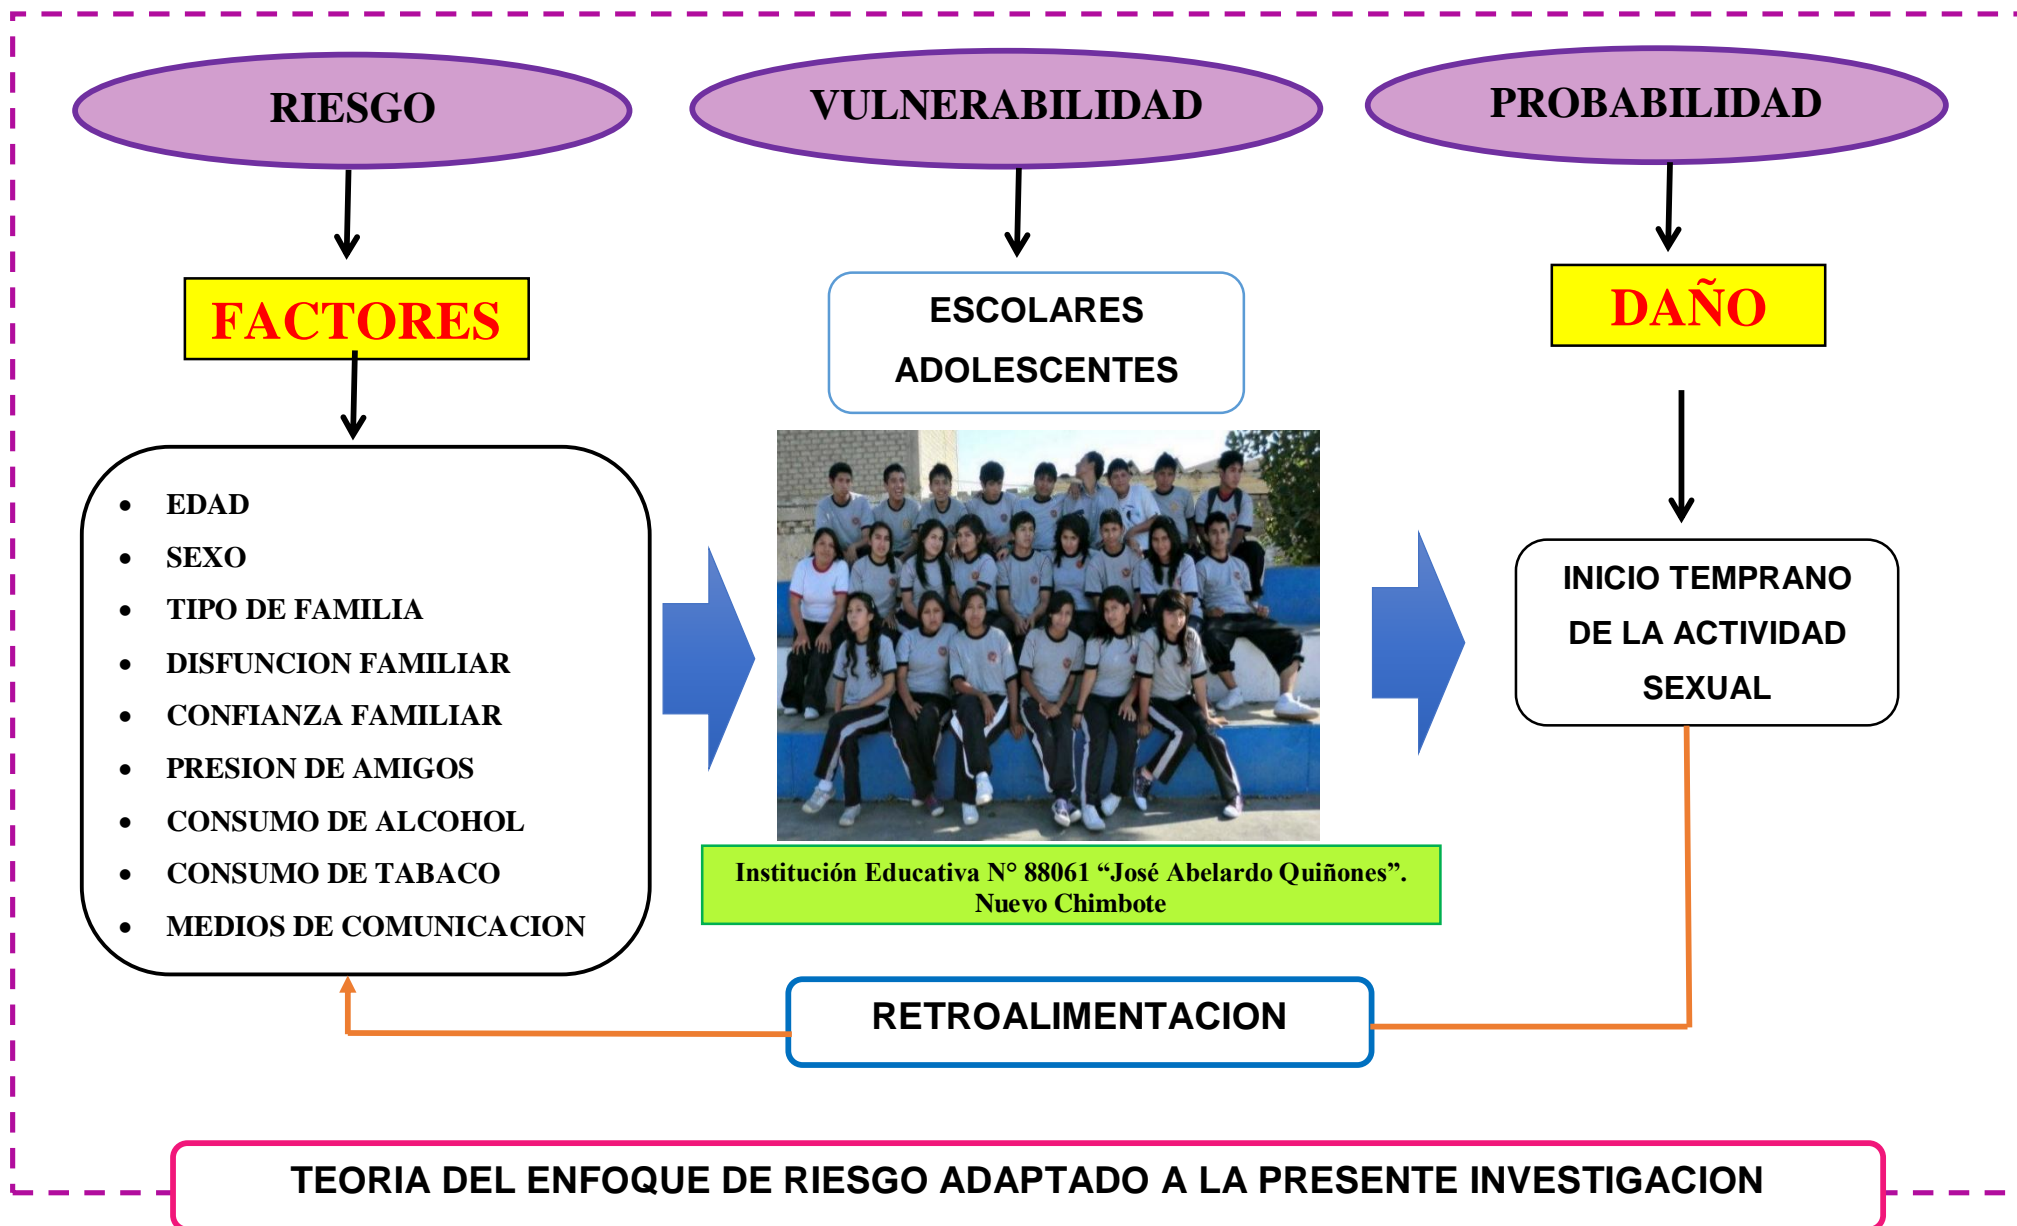 RIESGO
VULNERABILIDAD
PROBABILIDAD
FACTORES
ESCOLARES
ADOLESCENTES
DAÑO
• EDAD
• SEXO
• TIPO DE FAMILIA
• DISFUNCION FAMILIAR
• CONFIANZA FAMILIAR
• PRESION DE AMIGOS
• CONSUMO DE ALCOHOL
• CONSUMO DE TABACO
• MEDIOS DE COMUNICACION
INICIO TEMPRANO
DE LA ACTIVIDAD
SEXUAL
Institución Educativa N° 88061 “José Abelardo Quiñones”.
Nuevo Chimbote
RETROALIMENTACION
TEORIA DEL ENFOQUE DE RIESGO ADAPTADO A LA PRESENTE INVESTIGACION